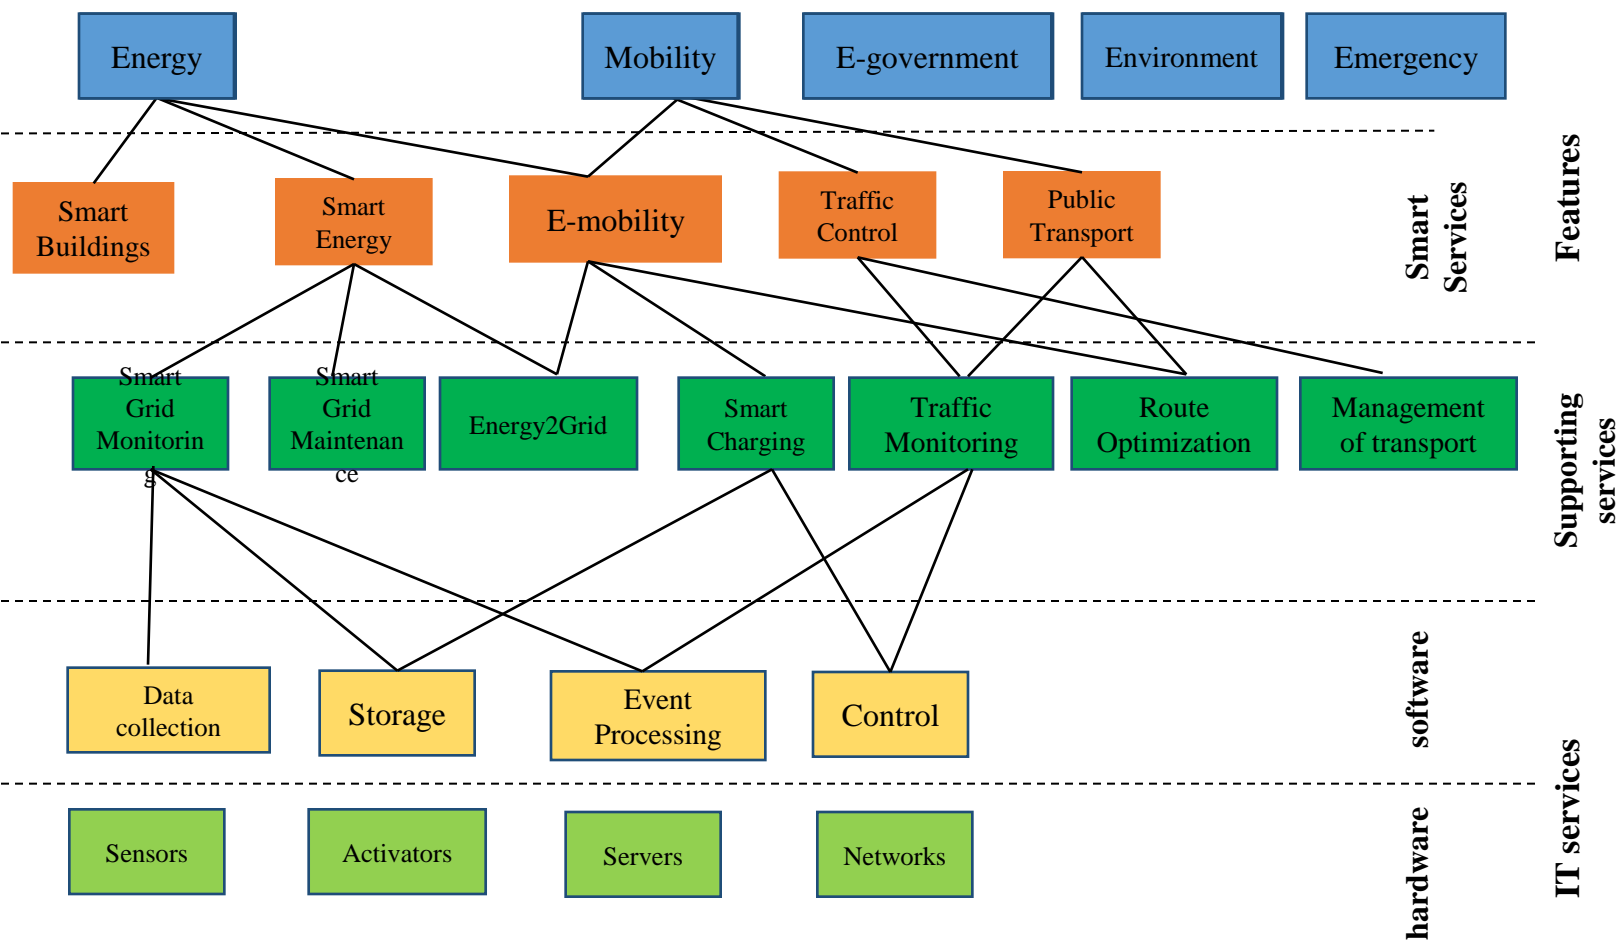 Energy
Mobility
E-government
Environment
Emergency
Smart
Buildings
Smart
Energy
E-mobility
Traffic
Control
Public
Transport
Smart
Services
Features
Smart
Grid
Monitorin
g
Smart
Grid
Maintenan
ce
Energy2Grid
Smart
Charging
Traffic
Monitoring
Route
Optimization
Management
of transport
Supporting
services
Data
collection
Storage
Event
Processing
Control
software
IT services
Sensors
Activators
Servers
Networks
hardware